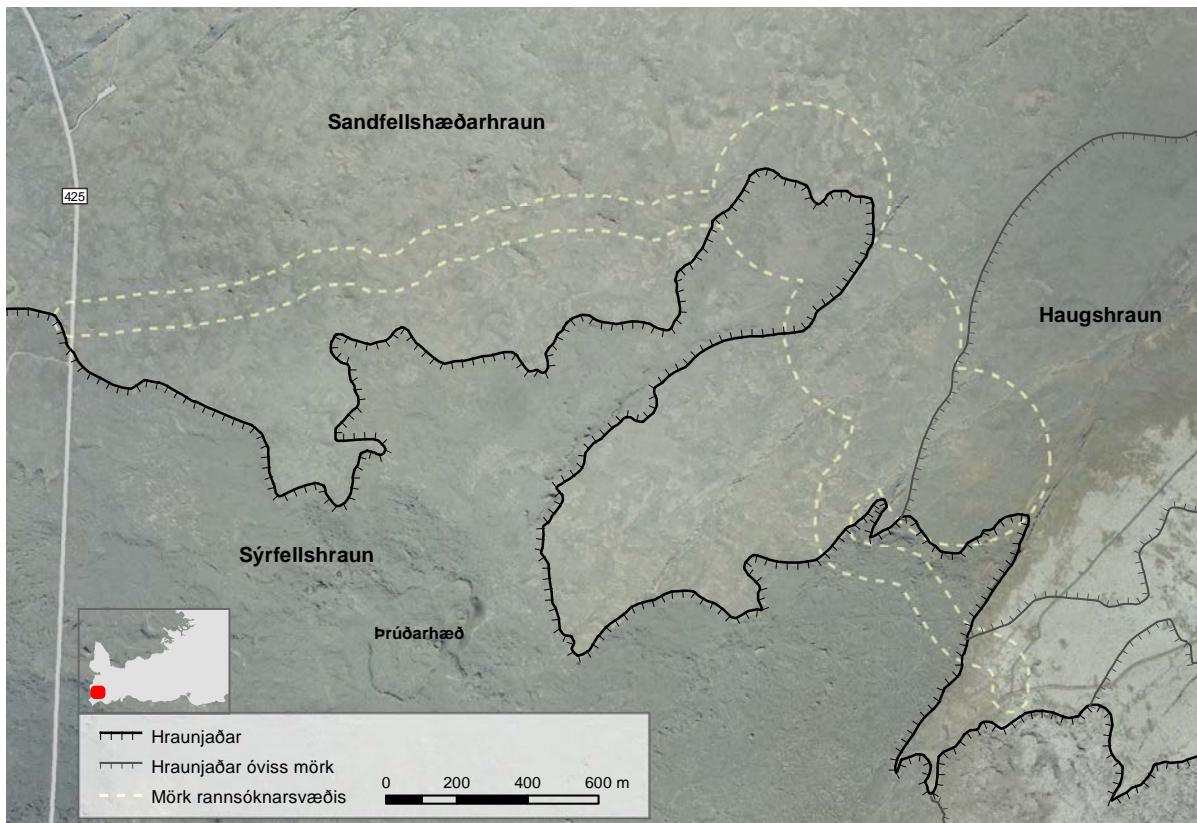 Sandfellshæðarhraun
425
Haugshraun
Sýrfellshraun
Þrúðarhæð
Hraunjaðar
Hraunjaðar óviss mörk
Mörk rannsóknarsvæðis
0 200 400 600 m